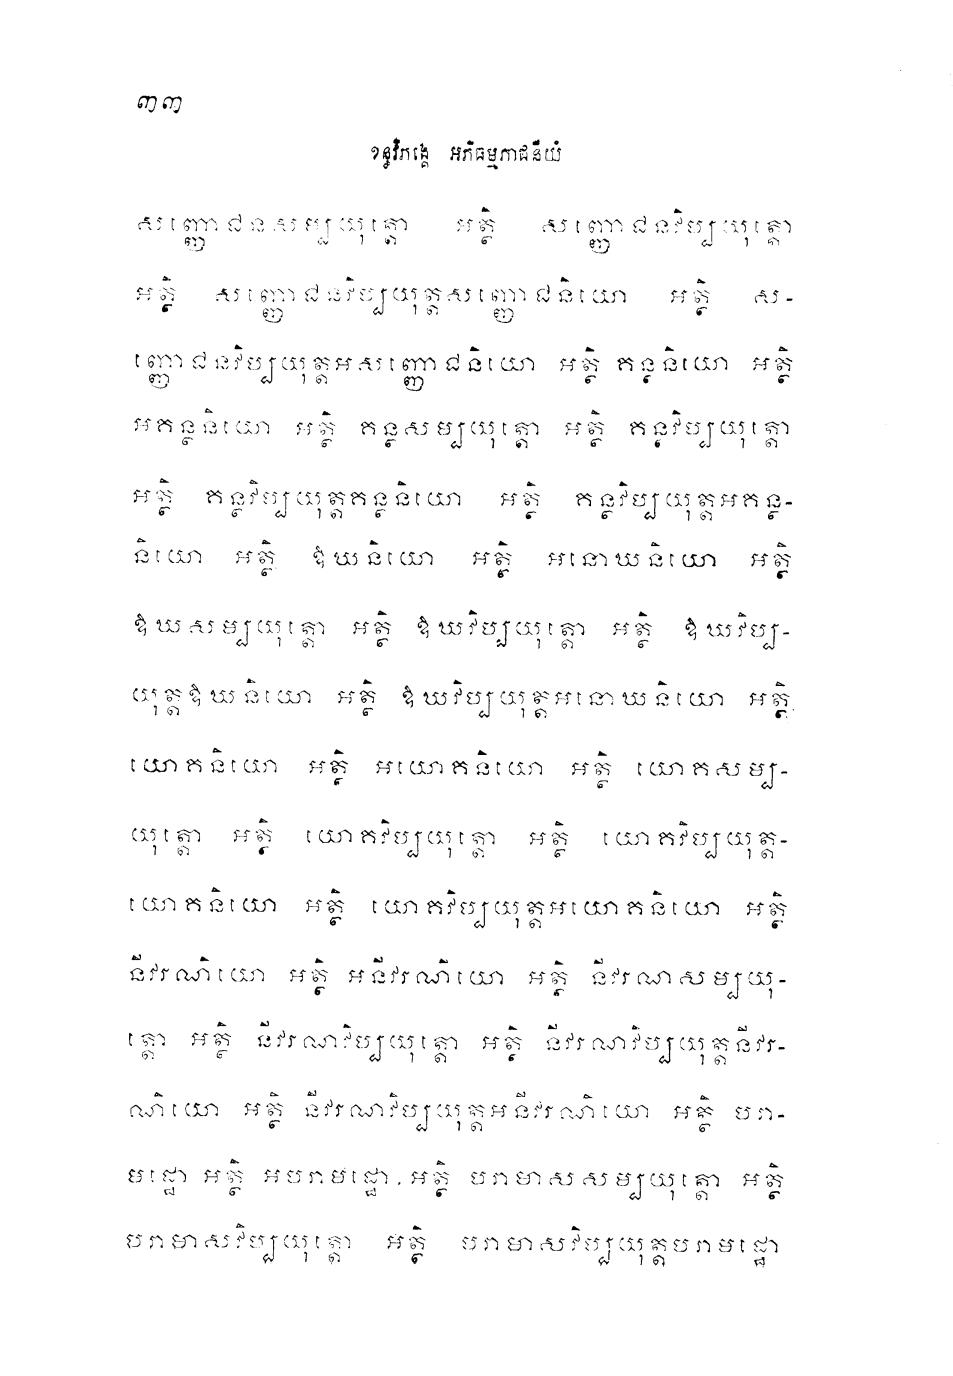 ៣៣
ខន្ធវិភង្គេ អភិធម្មភាជនីយំ
សញ្ញោជនសម្បយុត្តោ អត្ថិ សញ្ញោជនវិប្បយុត្តោ
អត្ថិ សញ្ញោជនវិប្បយុត្តសញ្ញោជនិយោ អត្ថិ ស-
ញ្ញោជនវិប្បយុត្តអសញ្ញោជនិយោ អត្ថិ គន្ថនិយោ អត្ថិ
អគន្ថនិយោ អត្ថិ គន្ថសម្បយុត្តោ អត្ថិ គន្ថវិប្បយុត្តោ
អត្ថិ គន្ថវិប្បយុត្តគន្ថនិយោ អត្ថិ គន្ថវិប្បយុត្តអគន្ថ-
និយោ អត្ថិ ឱឃនិយោ អត្ថិ អនោឃនិយោ អត្ថិ
ឱឃសម្បយុត្តោ អត្ថិ ឱឃវិប្បយុត្តោ អត្ថិ ឱឃវិប្ប-
យុត្តឱឃនិយោ អត្ថិ ឱឃវិប្បយុត្តអនោឃនិយោ អត្ថិ
យោគនិយោ អត្ថិ អយោគនិយោ អត្ថិ យោគសម្ប-
យុត្តោ អត្ថិ យោគវិប្បយុត្តោ អត្ថិ យោគវិប្បយុត្ត-
យោគនិយោ អត្ថិ យោគវិប្បយុត្តអយោគនិយោ អត្ថិ
នីវរណិយោ អត្ថិ អនីវរណិយោ អត្ថិ នីវរណសម្បយុ-
ត្តោ អត្ថិ នីវរណវិប្បយុត្តោ អត្ថិ នីវរណវិប្បយុត្តនីវរ-
ណិយោ អត្ថិ នីវរណវិប្បយុត្តអនីវរណិយោ អត្ថិ បរា-
មដ្ឋោ អត្ថិ អបរាមដ្ឋោ អត្ថិ បរាមាសសម្បយុត្តោ អត្ថិ
បរាមាសវិប្បយុត្តោ អត្ថិ បរាមាសវិប្បយុត្តបរាមដ្ឋោ